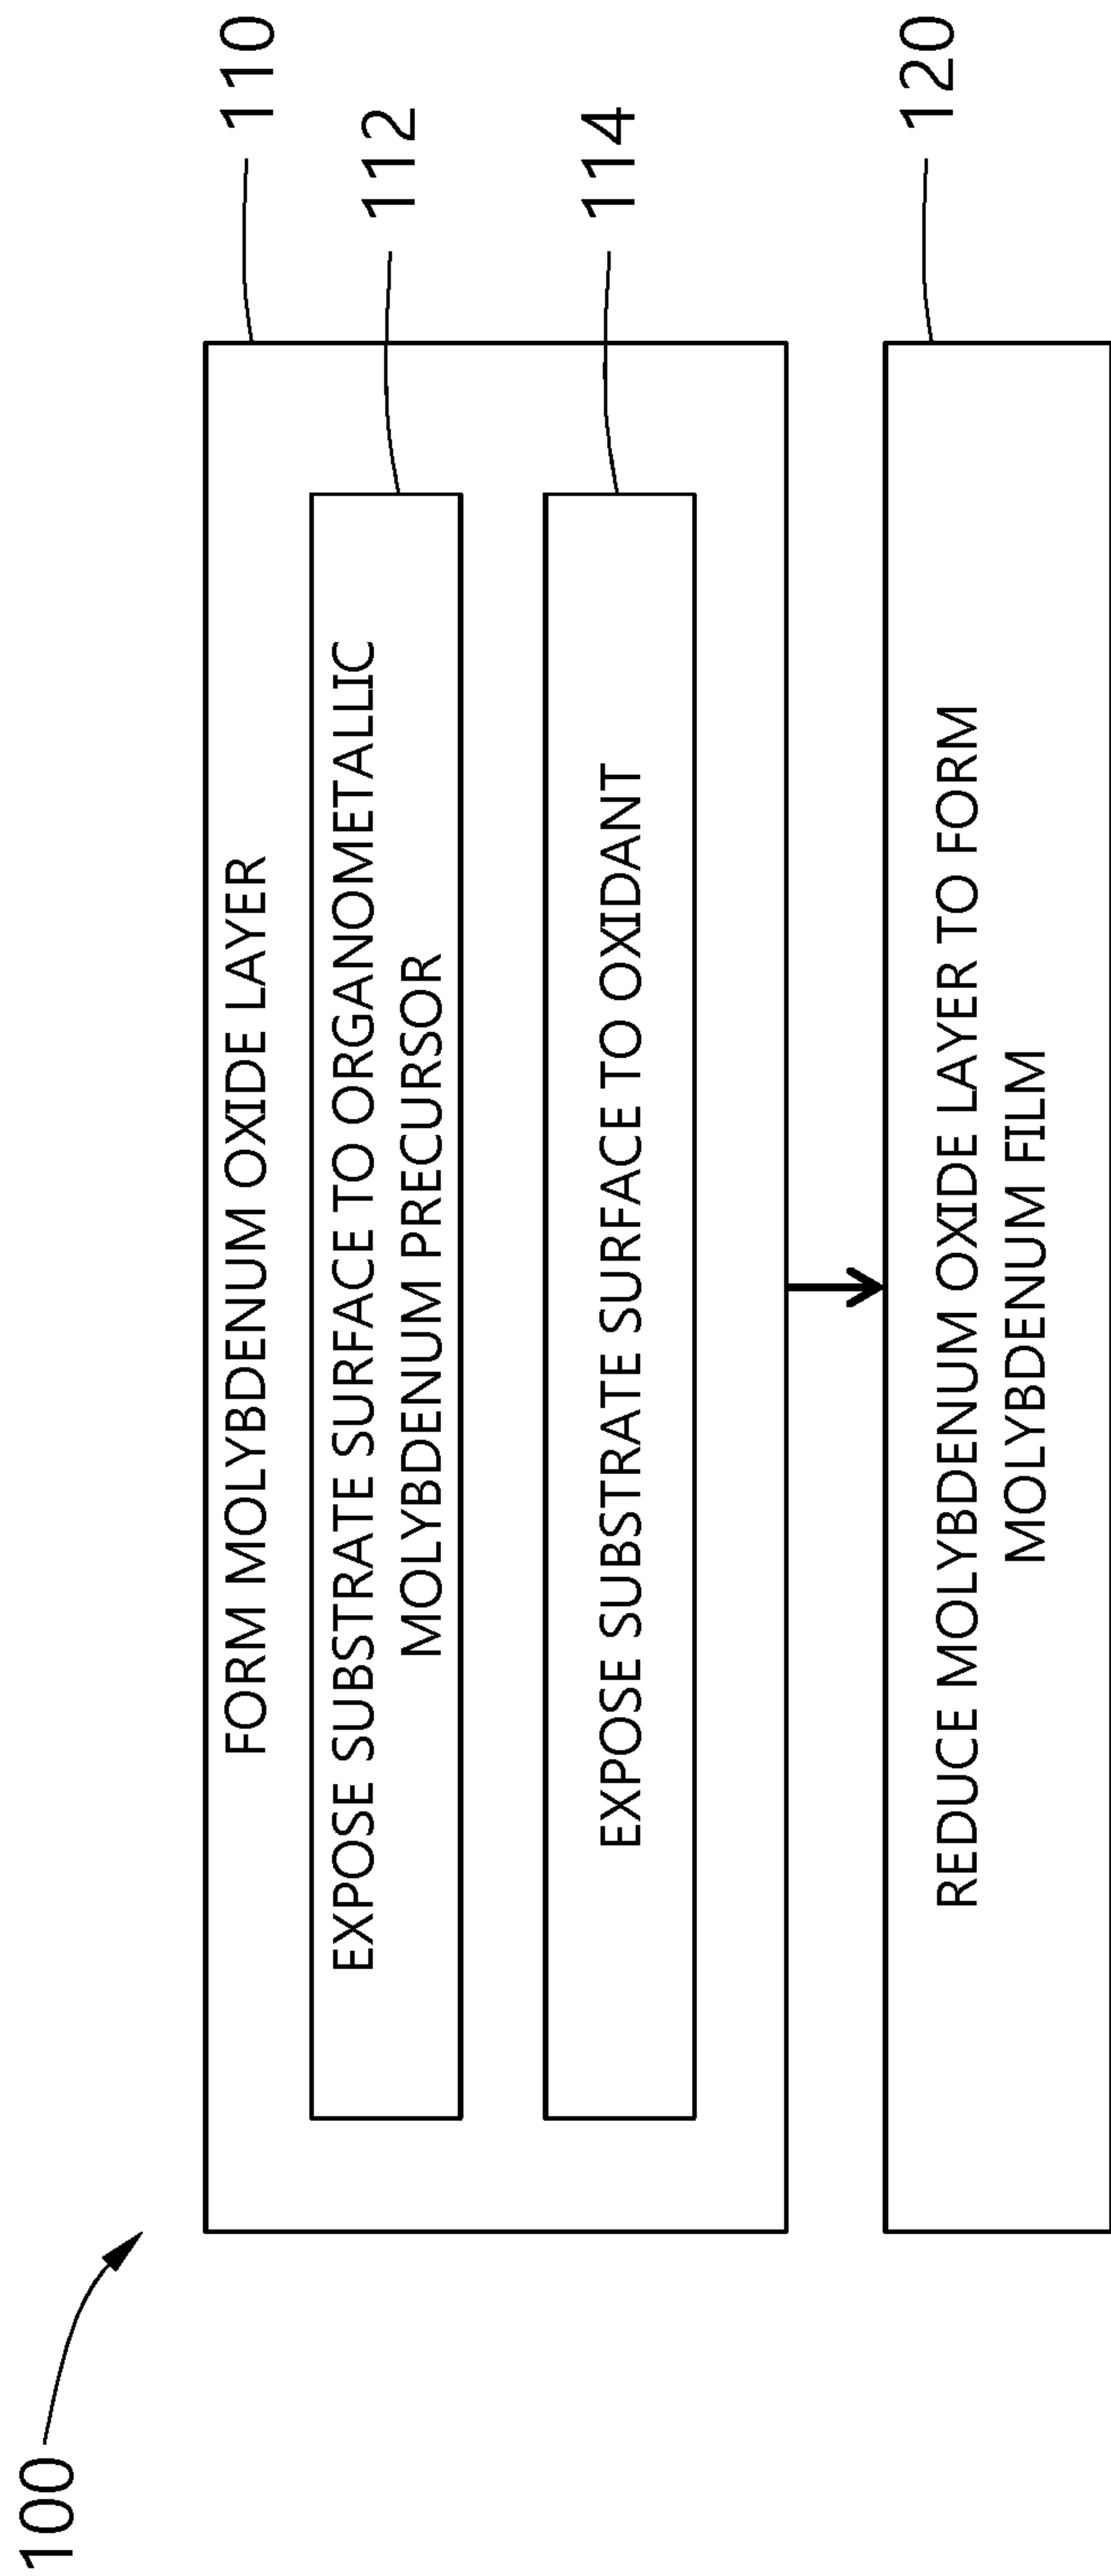 100
110
FORM MOLYBDENUM OXIDE LAYER
112
EXPOSE SUBSTRATE SURFACE TO ORGANOMETALLIC
MOLYBDENUM PRECURSOR
114
EXPOSE SUBSTRATE SURFACE TO OXIDANT
120
REDUCE MOLYBDENUM OXIDE LAYER TO FORM
MOLYBDENUM FILM